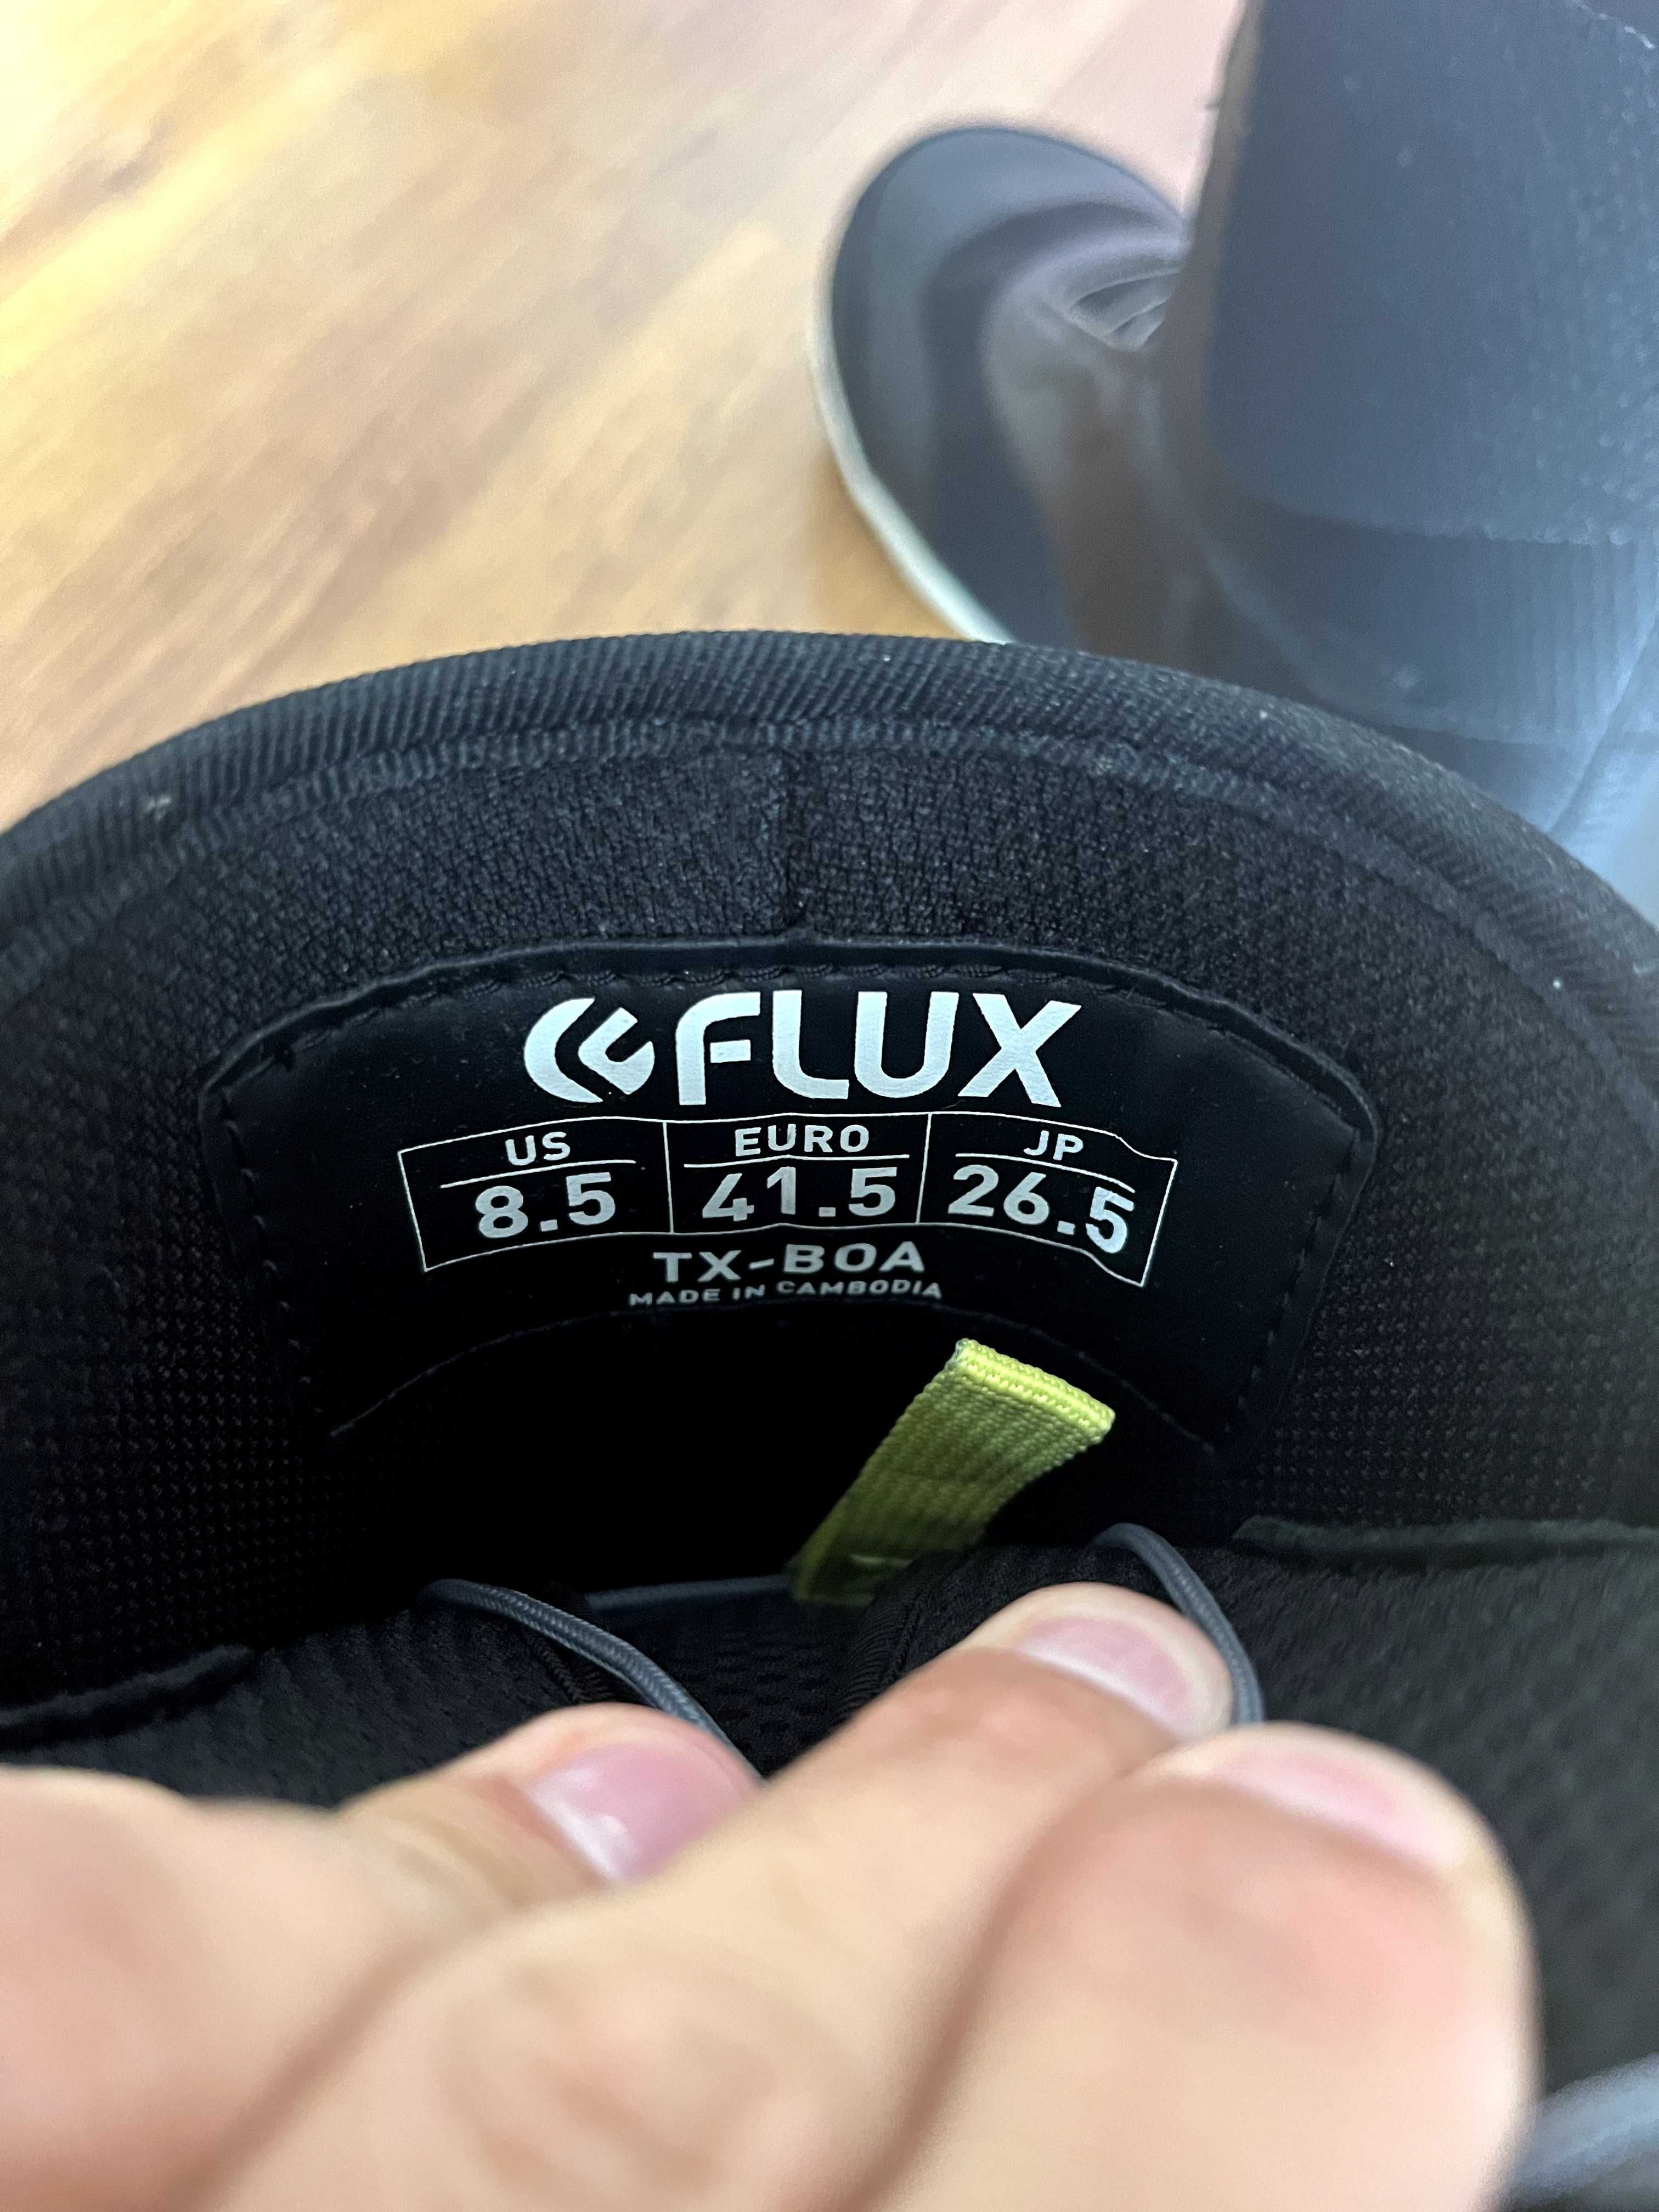 FLUX
US EURO JP
8.5 41.5 26.5
TX-BOA
MADE IN CAMBODIA